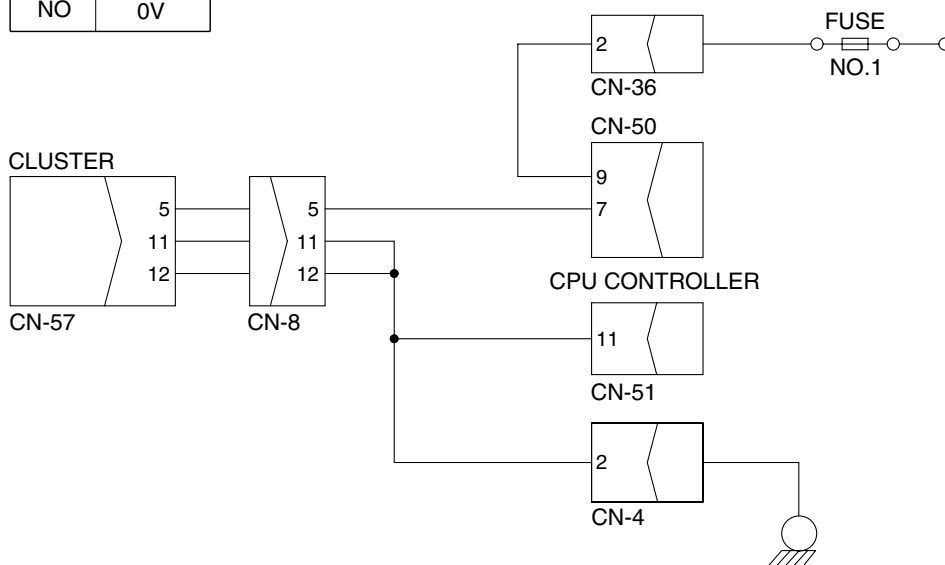 NO 0V
FUSE
2
NO.1
CN-36
CN-50
CLUSTER
9
5 5 7
11 11
12 12
CPU CONTROLLER
CN-57 CN-8
11
CN-51
2
CN-4